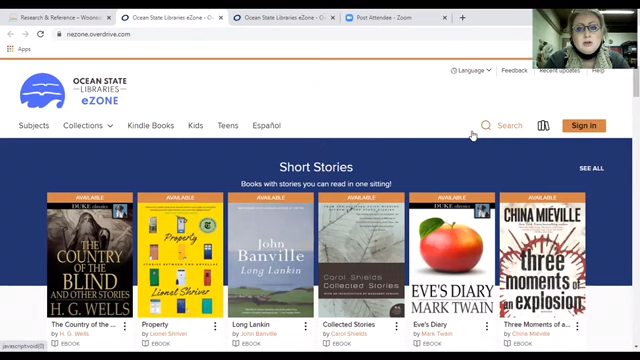 Research & Reference – Woonso
Ocean State Libraries eZone - O
Ocean State Libraries eZone - O
Post Attendee - Zoom
riezone.overdrive.com
Apps
Language
Feedback
Recent updates
Help
OCEAN STATE
— LIBRARIES —
eZONE
Subjects
Collections
Kindle Books
Kids
Teens
Español
Search
Sign in
Short Stories
SEE ALL
Books with stories you can read in one sitting!
AVAILABLE
AVAILABLE
AVAILABLE
AVAILABLE
AVAILABLE
AVAILABLE
DUKE classics
THE
COUNTRY
OF THE
BLIND
AND OTHER
STORIES
H. G. WELLS
Property
STORIES BETWEEN TWO NOVELLAS
Lionel Shriver
John
Banville
Long Lankin
Carol Shields
Collected Stories
DUKE classics
EVE'S DIARY
MARK TWAIN
CHINA MIÉVILLE
three
moments
of an
explosion
The Country of the ...
Property
Long Lankin
Collected Stories
Eve's Diary
Three Moments of a...
by H. G. Wells
by Lionel Shriver
by John Banville
by Carol Shields
by Mark Twain
by China Miéville
EBOOK
EBOOK
EBOOK
EBOOK
EBOOK
EBOOK
javascript:void(0)